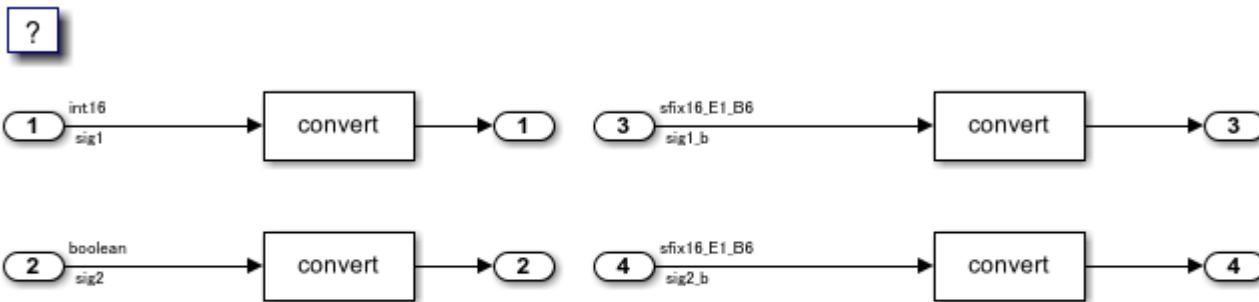 ?
1 int16 sig1 convert 1
3 sfix16_E1_B6 sig1_b convert 3
2 boolean sig2 convert 2
4 sfix16_E1_B6 sig2_b convert 4